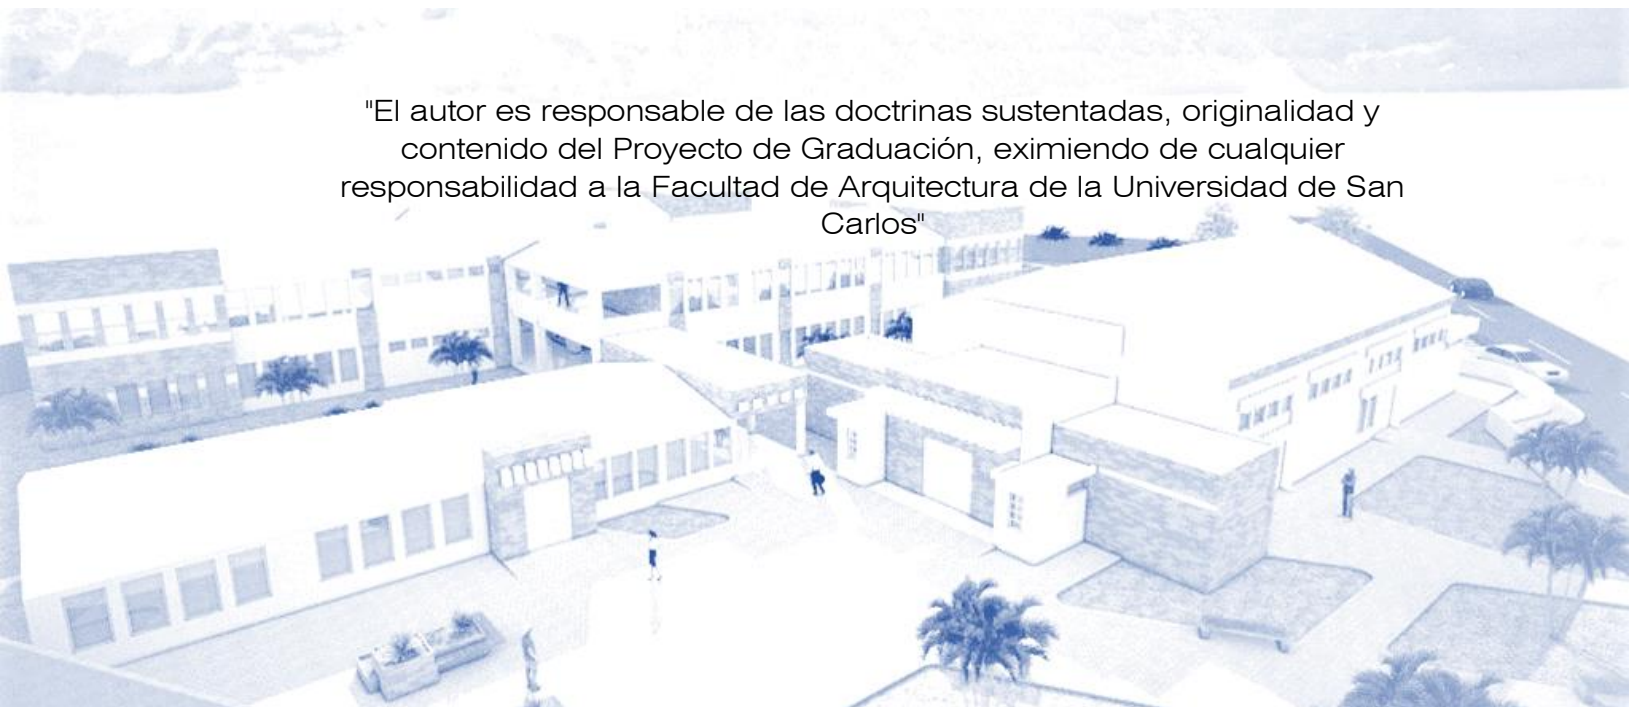 "El autor es responsable de las doctrinas sustentadas, originalidad y
contenido del Proyecto de Graduación, eximiendo de cualquier
responsabilidad a la Facultad de Arquitectura de la Universidad de San
Carlos"